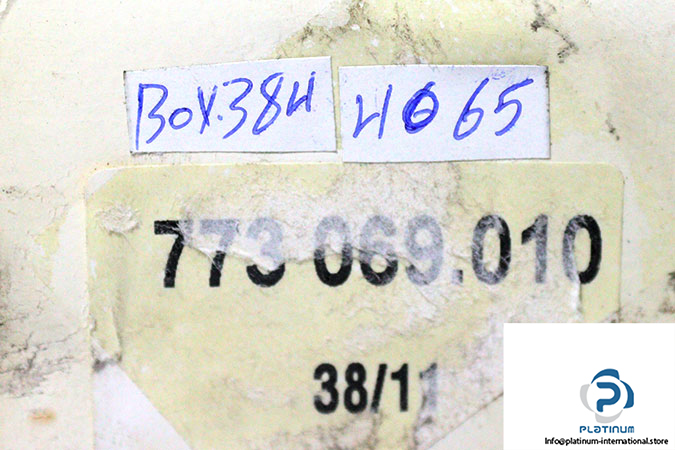 BOX.384 4065
773 069.010
38/11
PLATINUM
Info@platinum-international.store